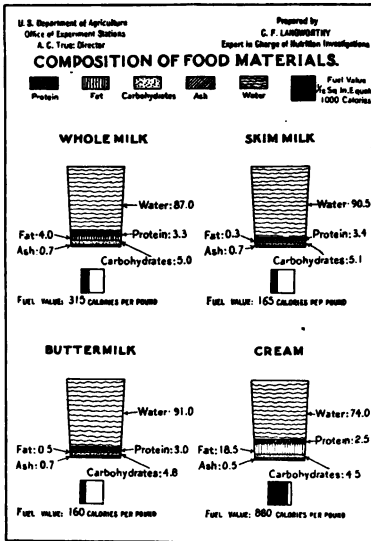 U. S. Department of Agriculture
Office of Experiment Stations
A. C. True: Director
Prepared by
C. F. LANGWORTHY
Expert in Charge of Nutrition Investigations
COMPOSITION OF FOOD MATERIALS.
Protein Fat Carbohydrates Ash Water
Fuel Value
Sq In. Equals
1000 Calories
WHOLE MILK
Water: 87.0
Fat: 4.0 Protein: 3.3
Ash: 0.7
Carbohydrates: 5.0
FUEL VALUE: 315 CALORIES PER POUND
SKIM MILK
Water: 90.5
Fat: 0.3 Protein: 3.4
Ash: 0.7
Carbohydrates: 5.1
FUEL VALUE: 165 CALORIES PER POUND
BUTTERMILK
Water: 91.0
Fat: 0.5 Protein: 3.0
Ash: 0.7
Carbohydrates: 4.8
FUEL VALUE: 160 CALORIES PER POUND
CREAM
Water: 74.0
Protein: 2.5
Fat: 18.5
Ash: 0.5
Carbohydrates: 4.5
FUEL VALUE: 880 CALORIES PER POUND